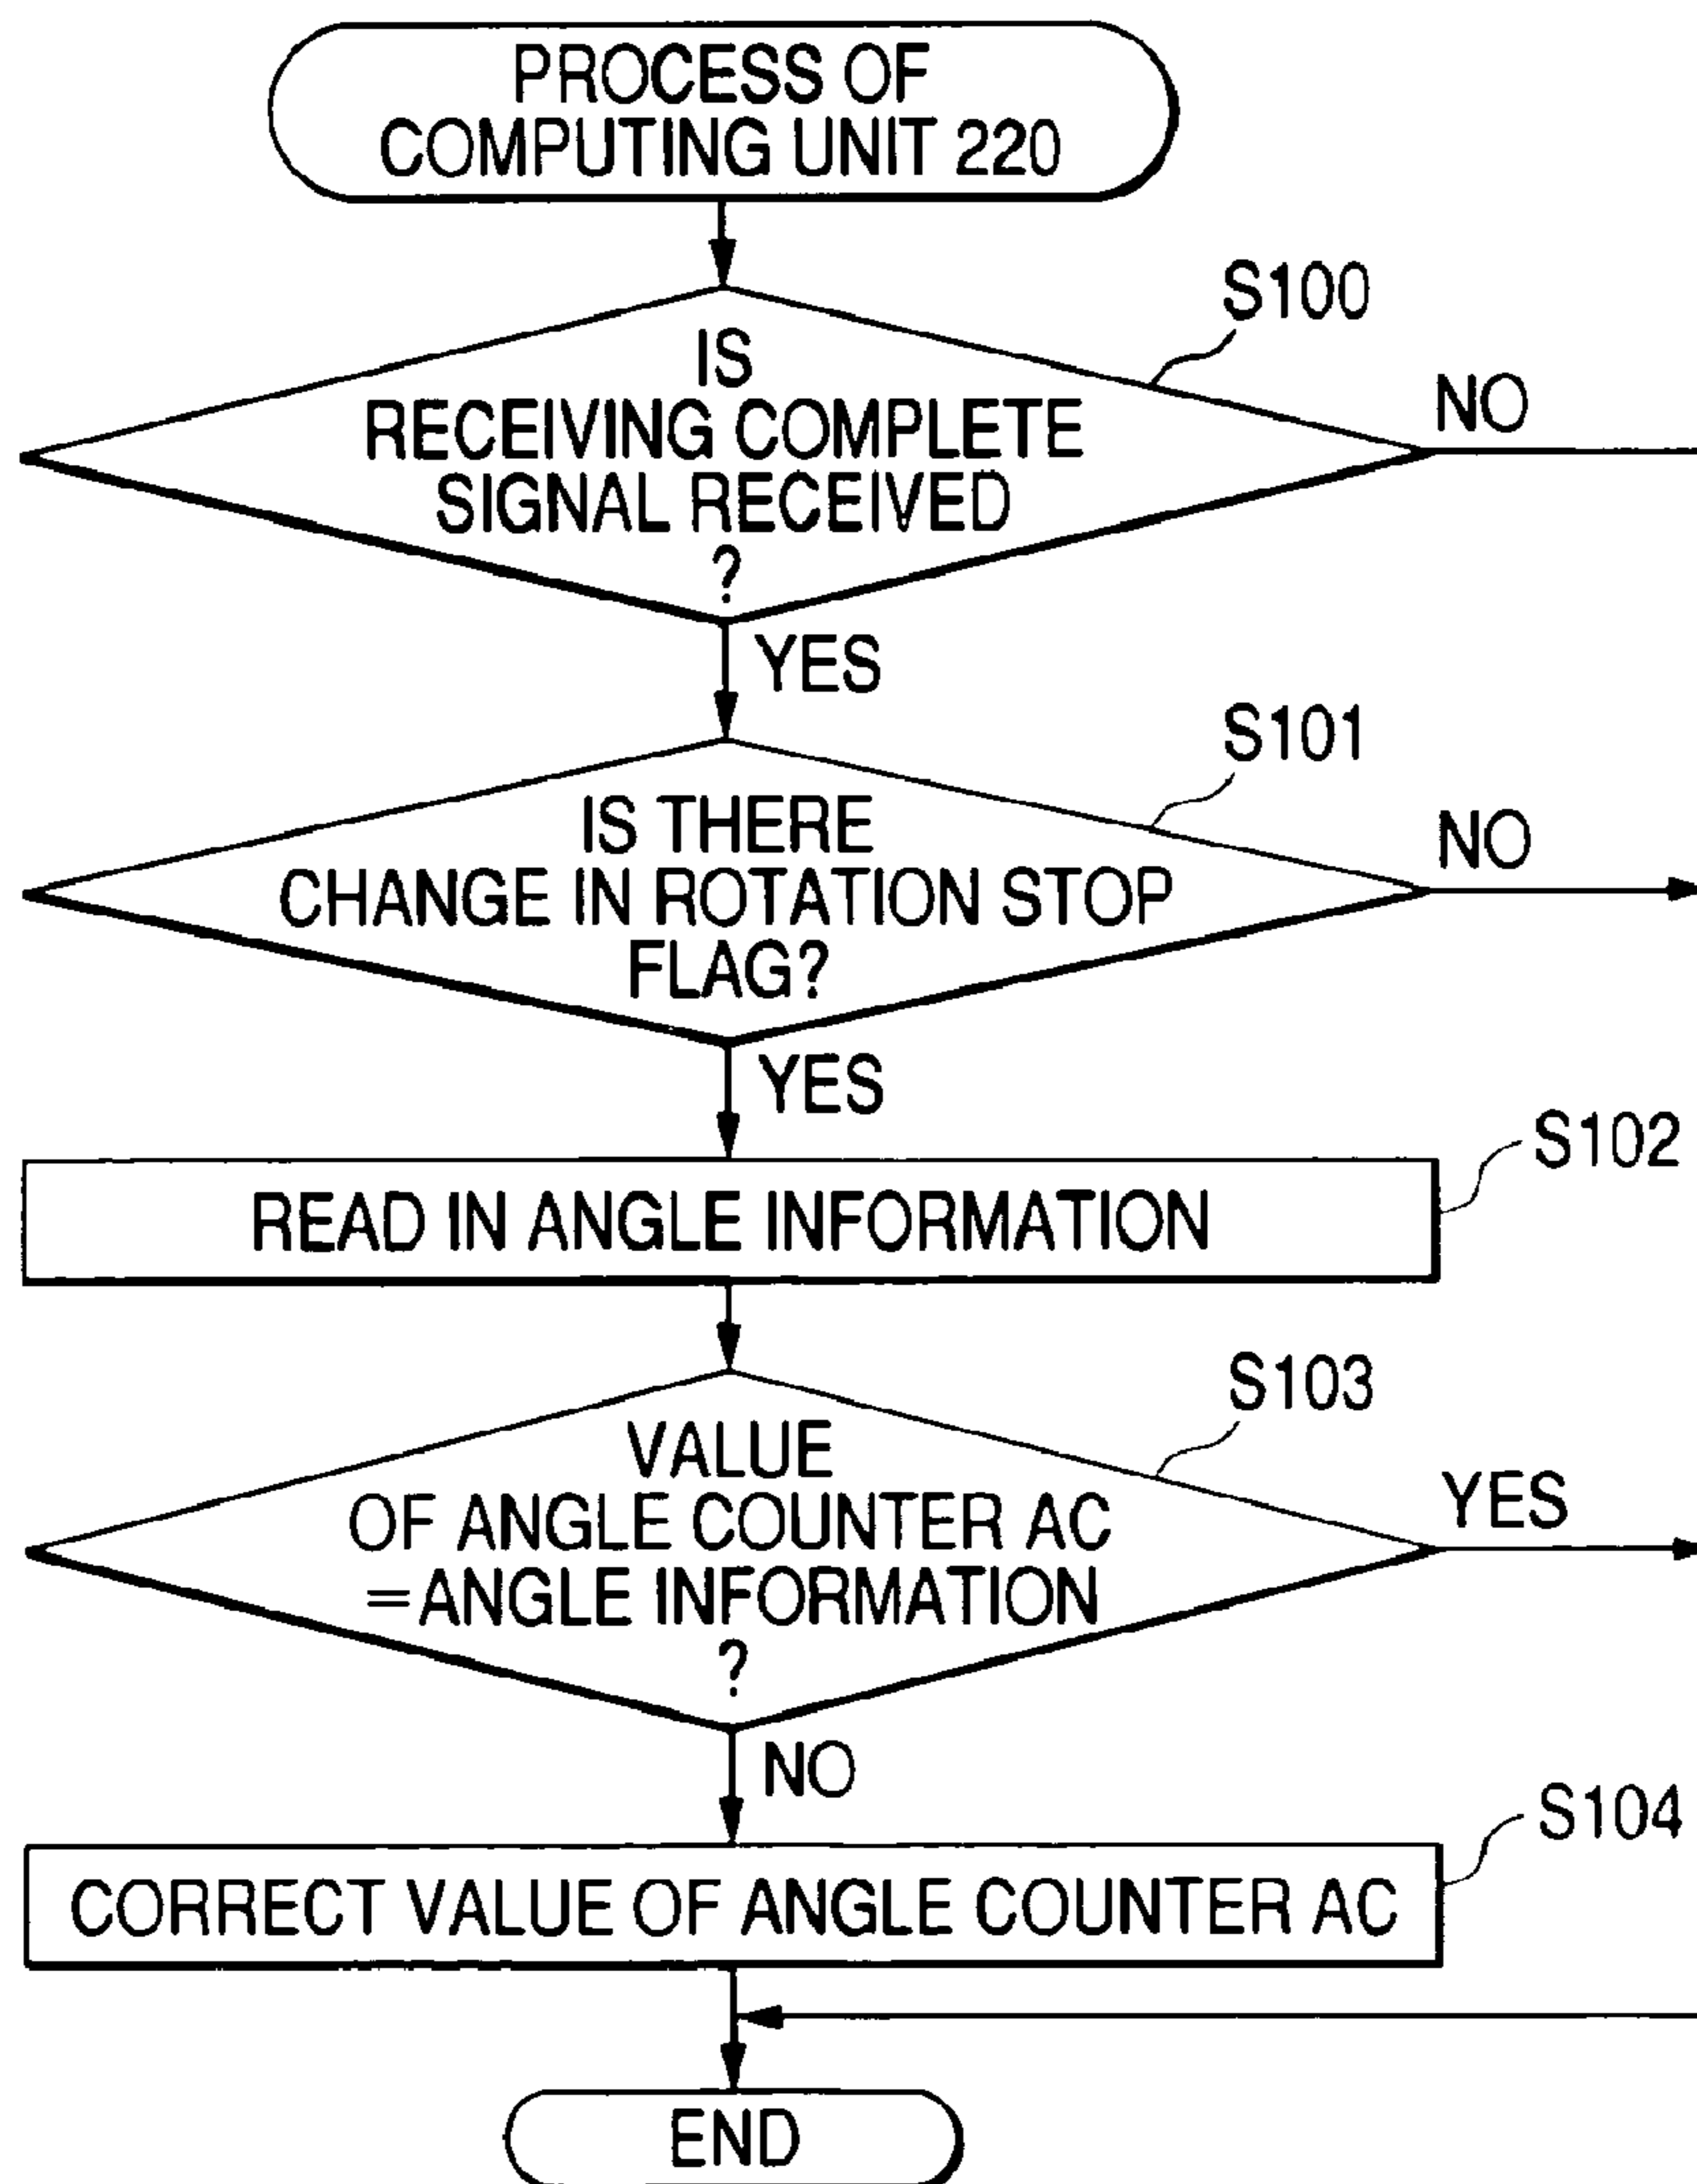 PROCESS OF
COMPUTING UNIT 220
S100
IS
RECEIVING COMPLETE
SIGNAL RECEIVED
?
NO
YES
S101
IS THERE
CHANGE IN ROTATION STOP
FLAG?
NO
YES
S102
READ IN ANGLE INFORMATION
S103
VALUE
OF ANGLE COUNTER AC
=ANGLE INFORMATION
?
YES
NO
S104
CORRECT VALUE OF ANGLE COUNTER AC
END